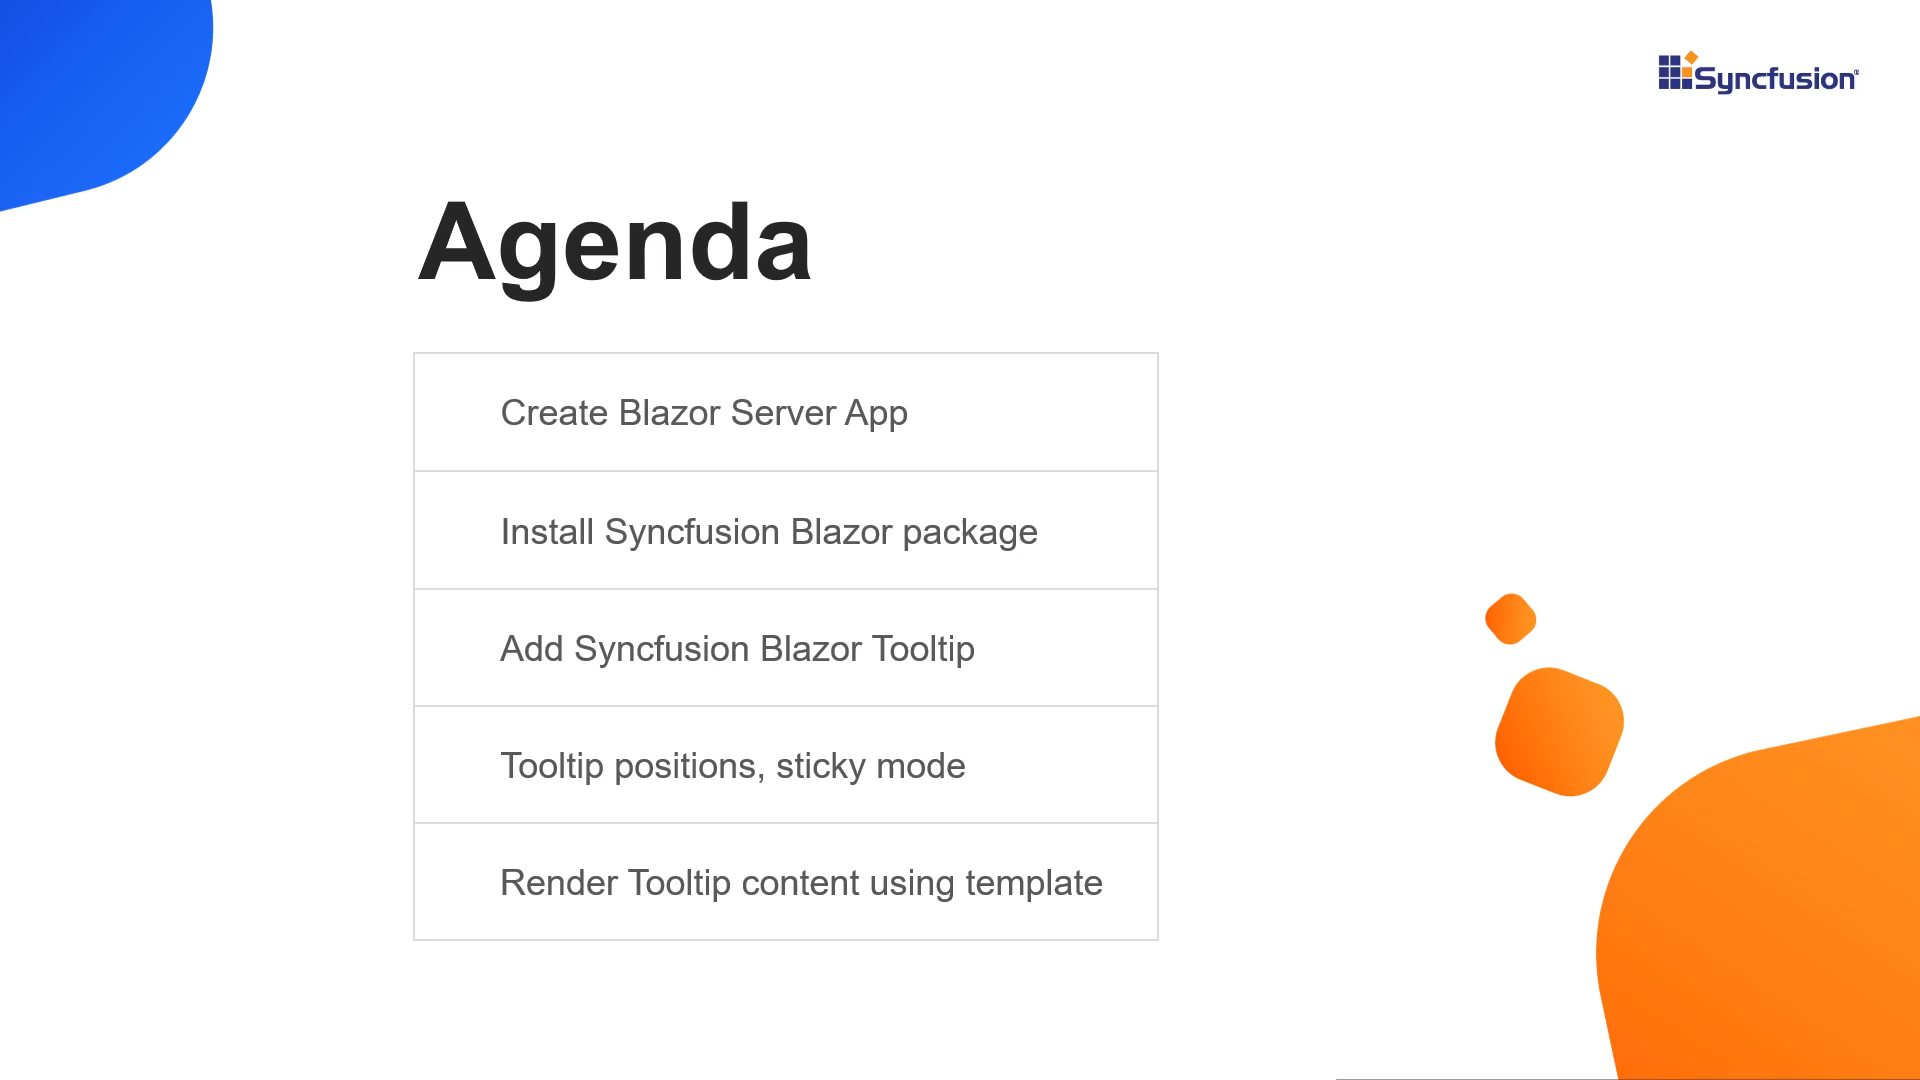 Syncfusion®
Agenda
Create Blazor Server App
Install Syncfusion Blazor package
Add Syncfusion Blazor Tooltip
Tooltip positions, sticky mode
Render Tooltip content using template